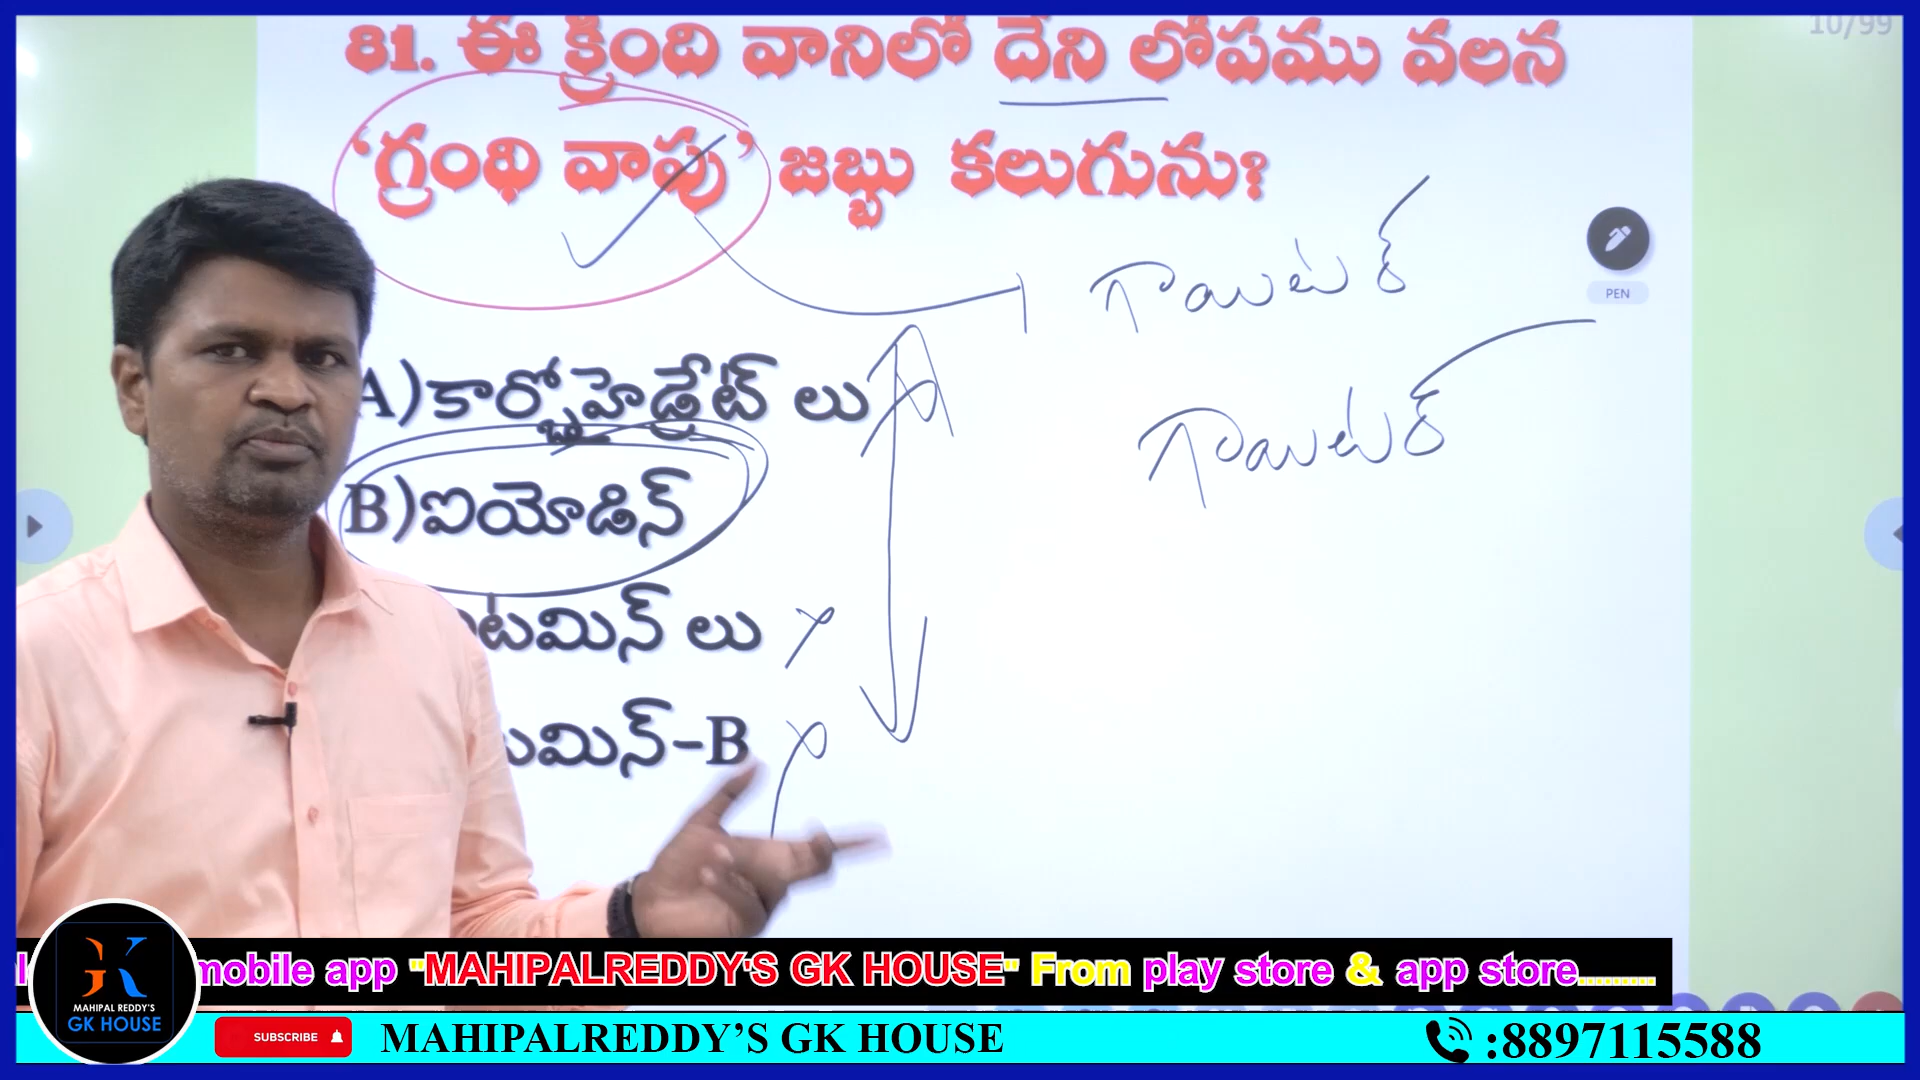 10/99
81. ఈ క్రింది వానిలో దేని లోపము వలన
‘గ్రంథి వాపు’ జబ్బు కలుగును?
PEN
గాయిటర్
A)కార్బోహైడ్రేట్ లు
గాయిటర్
B)ఐయోడిన్
టమిన్ లు
టమిన్-B
mobile app "MAHIPALREDDY'S GK HOUSE" From play store & app store.........
MAHIPAL REDDY'S
GK HOUSE
SUBSCRIBE
MAHIPALREDDY’S GK HOUSE
:8897115588